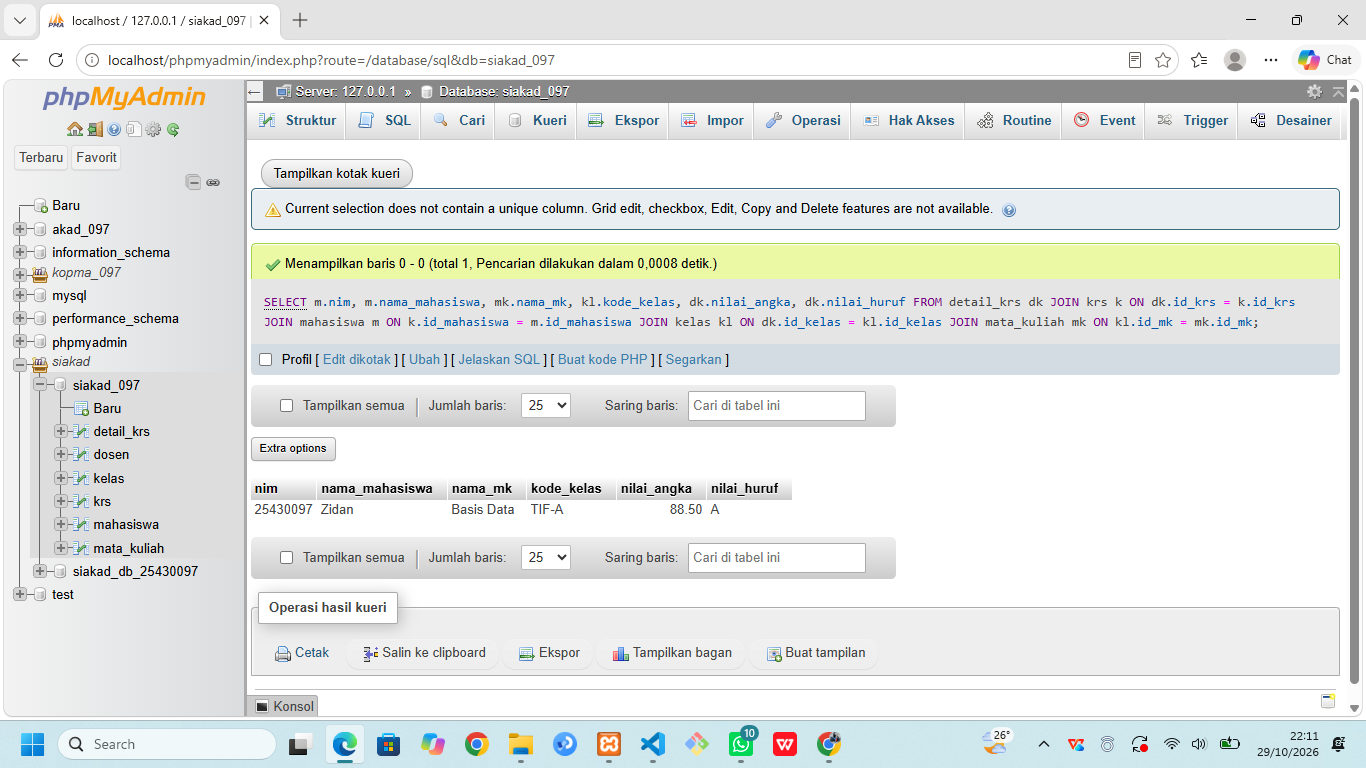 localhost / 127.0.0.1 / siakad_097 |
localhost/phpmyadmin/index.php?route=/database/sql&db=siakad_097
Chat
phpMyAdmin
Terbaru Favorit
Baru
akad_097
information_schema
kopma_097
mysql
performance_schema
phpmyadmin
siakad
siakad_097
Baru
detail_krs
dosen
kelas
krs
mahasiswa
mata_kuliah
siakad_db_25430097
test
Server: 127.0.0.1 » Database: siakad_097
Struktur SQL Cari Kueri Ekspor Impor Operasi Hak Akses Routine Event Trigger Desainer
Tampilkan kotak kueri
Current selection does not contain a unique column. Grid edit, checkbox, Edit, Copy and Delete features are not available.
Menampilkan baris 0 - 0 (total 1, Pencarian dilakukan dalam 0,0008 detik.)
SELECT m.nim, m.nama_mahasiswa, mk.nama_mk, kl.kode_kelas, dk.nilai_angka, dk.nilai_huruf FROM detail_krs dk JOIN krs k ON dk.id_krs = k.id_krs
JOIN mahasiswa m ON k.id_mahasiswa = m.id_mahasiswa JOIN kelas kl ON dk.id_kelas = kl.id_kelas JOIN mata_kuliah mk ON kl.id_mk = mk.id_mk;
Profil [ Edit dikotak ] [ Ubah ] [ Jelaskan SQL ] [ Buat kode PHP ] [ Segarkan ]
Tampilkan semua | Jumlah baris: 25 Saring baris: Cari di tabel ini
Extra options
nim nama_mahasiswa nama_mk kode_kelas nilai_angka nilai_huruf
25430097 Zidan Basis Data TIF-A 88.50 A
Tampilkan semua | Jumlah baris: 25 Saring baris: Cari di tabel ini
Operasi hasil kueri
Cetak Salin ke clipboard Ekspor Tampilkan bagan Buat tampilan
Konsol
Search
10
26°
22:11
29/10/2026